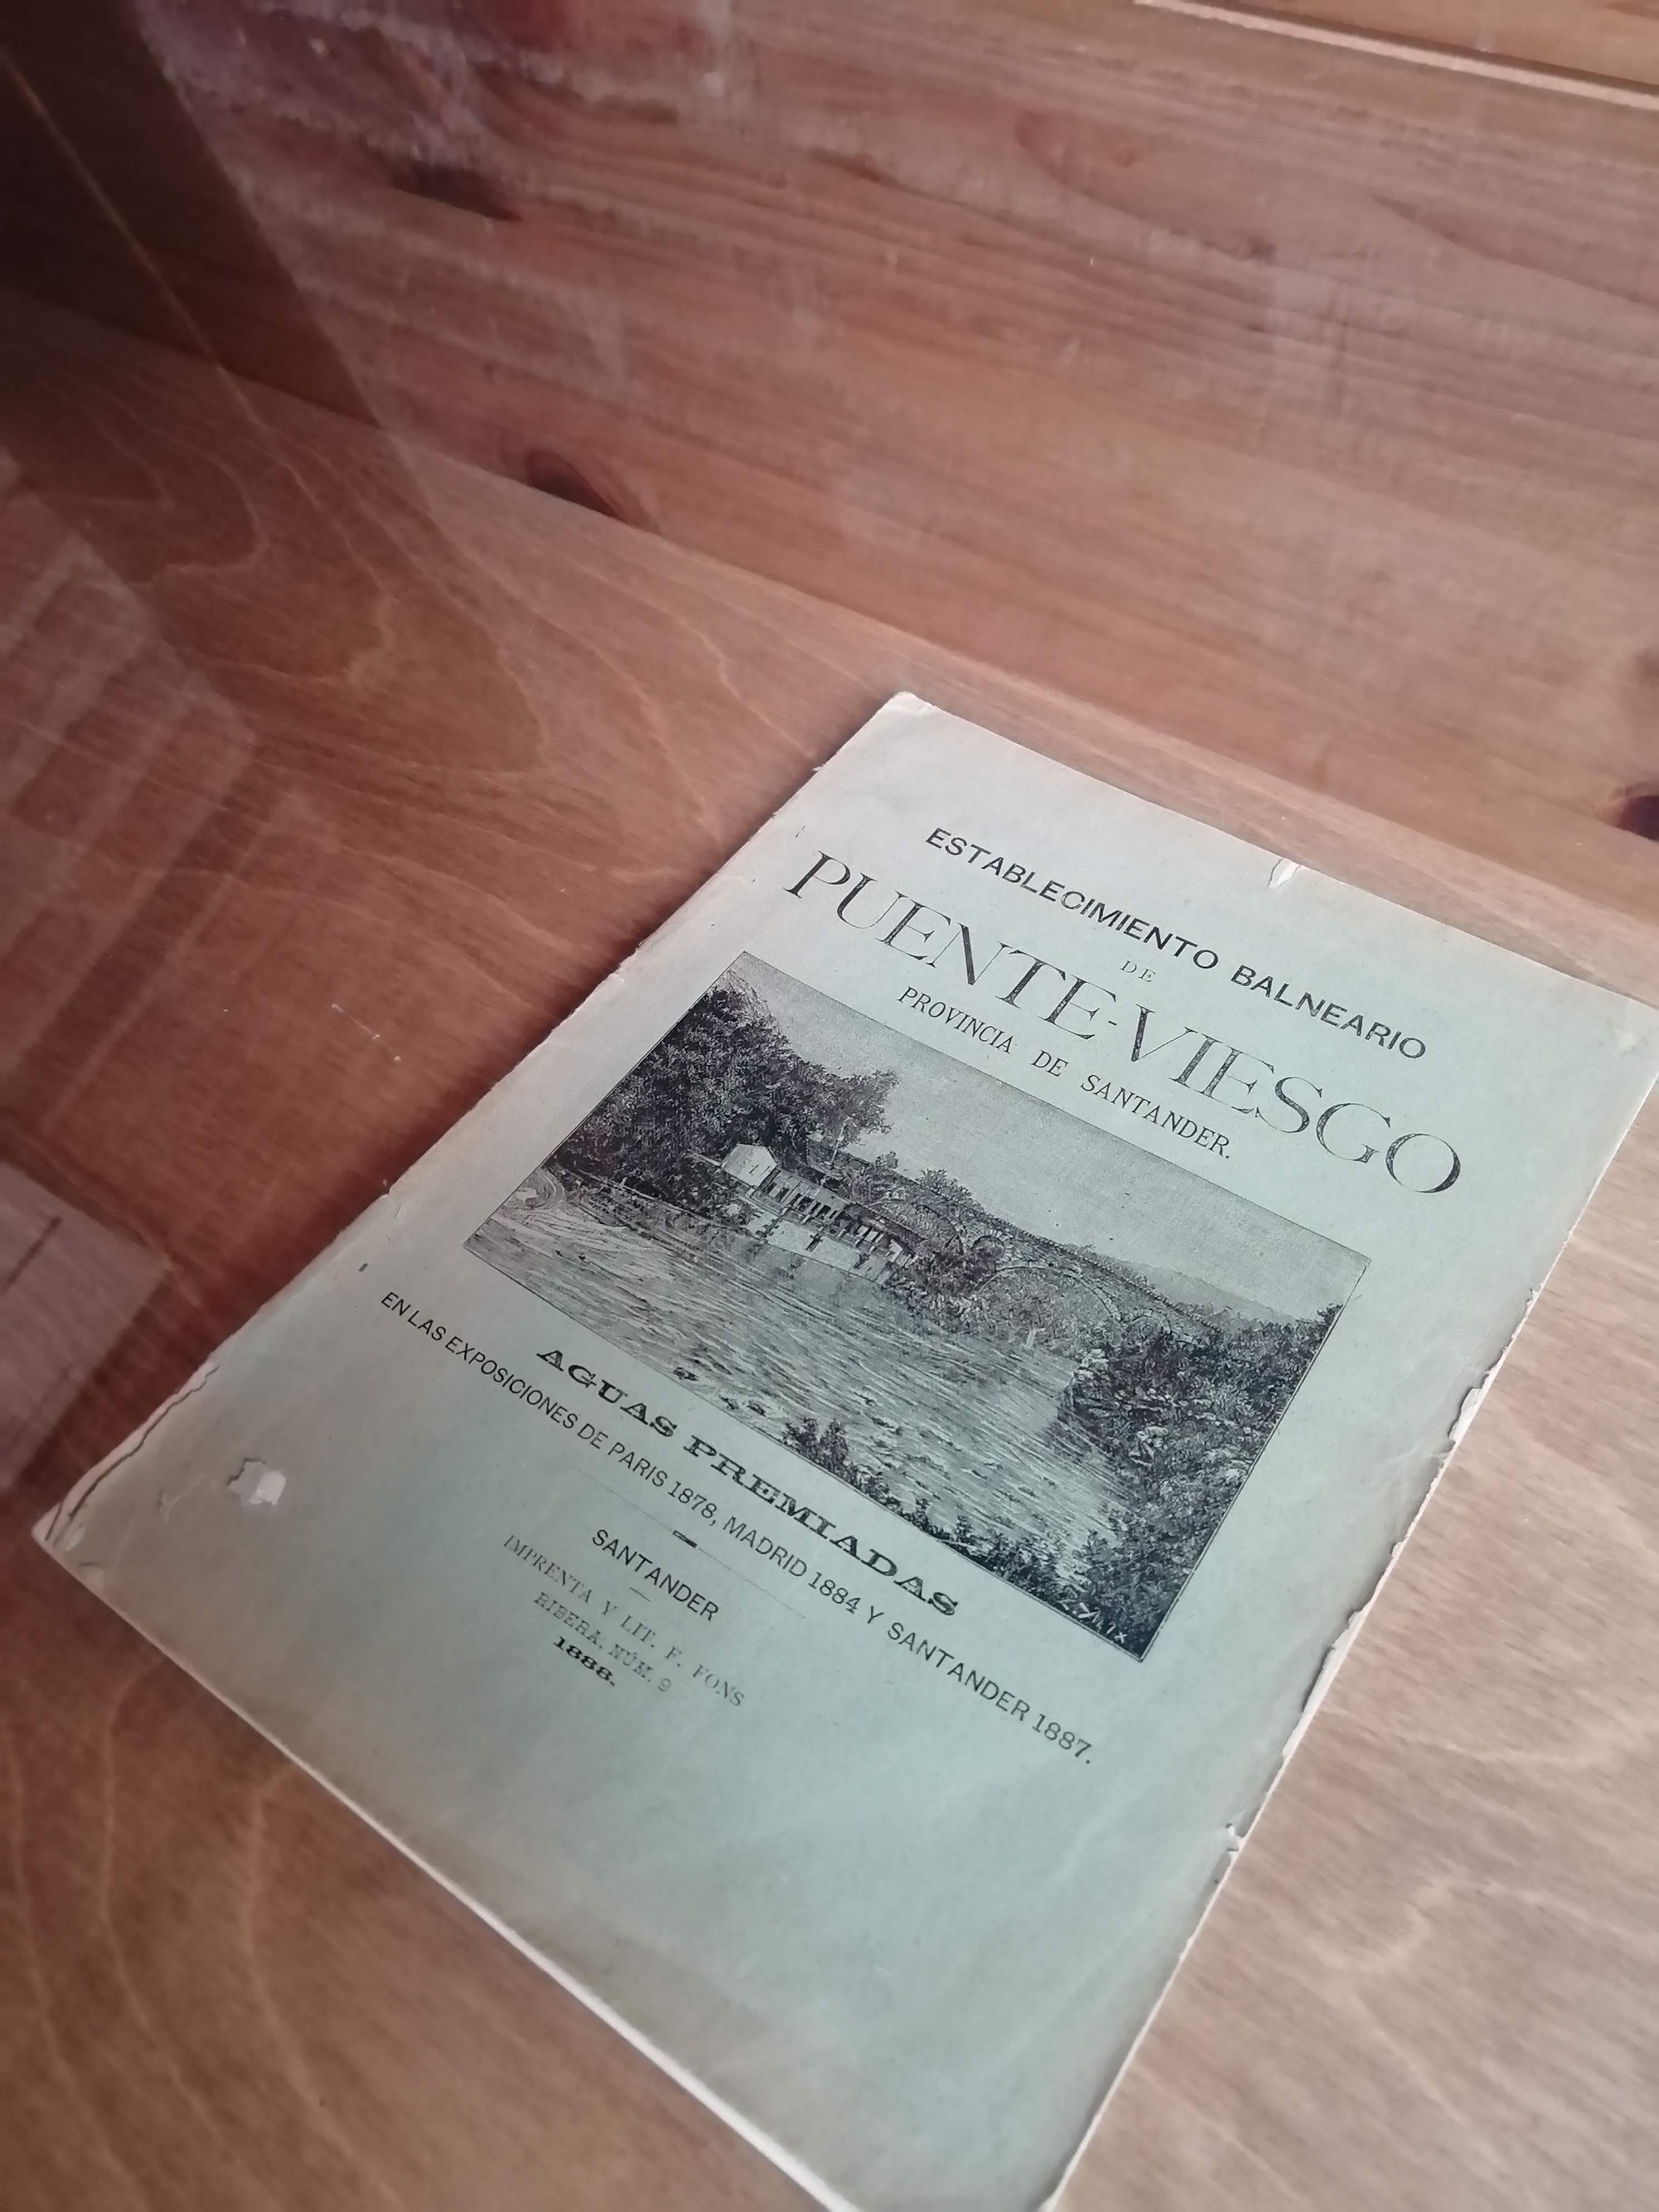 ESTABLECIMIENTO BALNEARIO
DE
PUENTE-VIESGO
PROVINCIA DE SANTANDER.
AGUAS PREMIADAS
EN LAS EXPOSICIONES DE PARIS 1878, MADRID 1884 Y SANTANDER 1887.
SANTANDER
IMPRENTA Y LIT. F. FONS
RIBERA, NÚM. 9
1888.